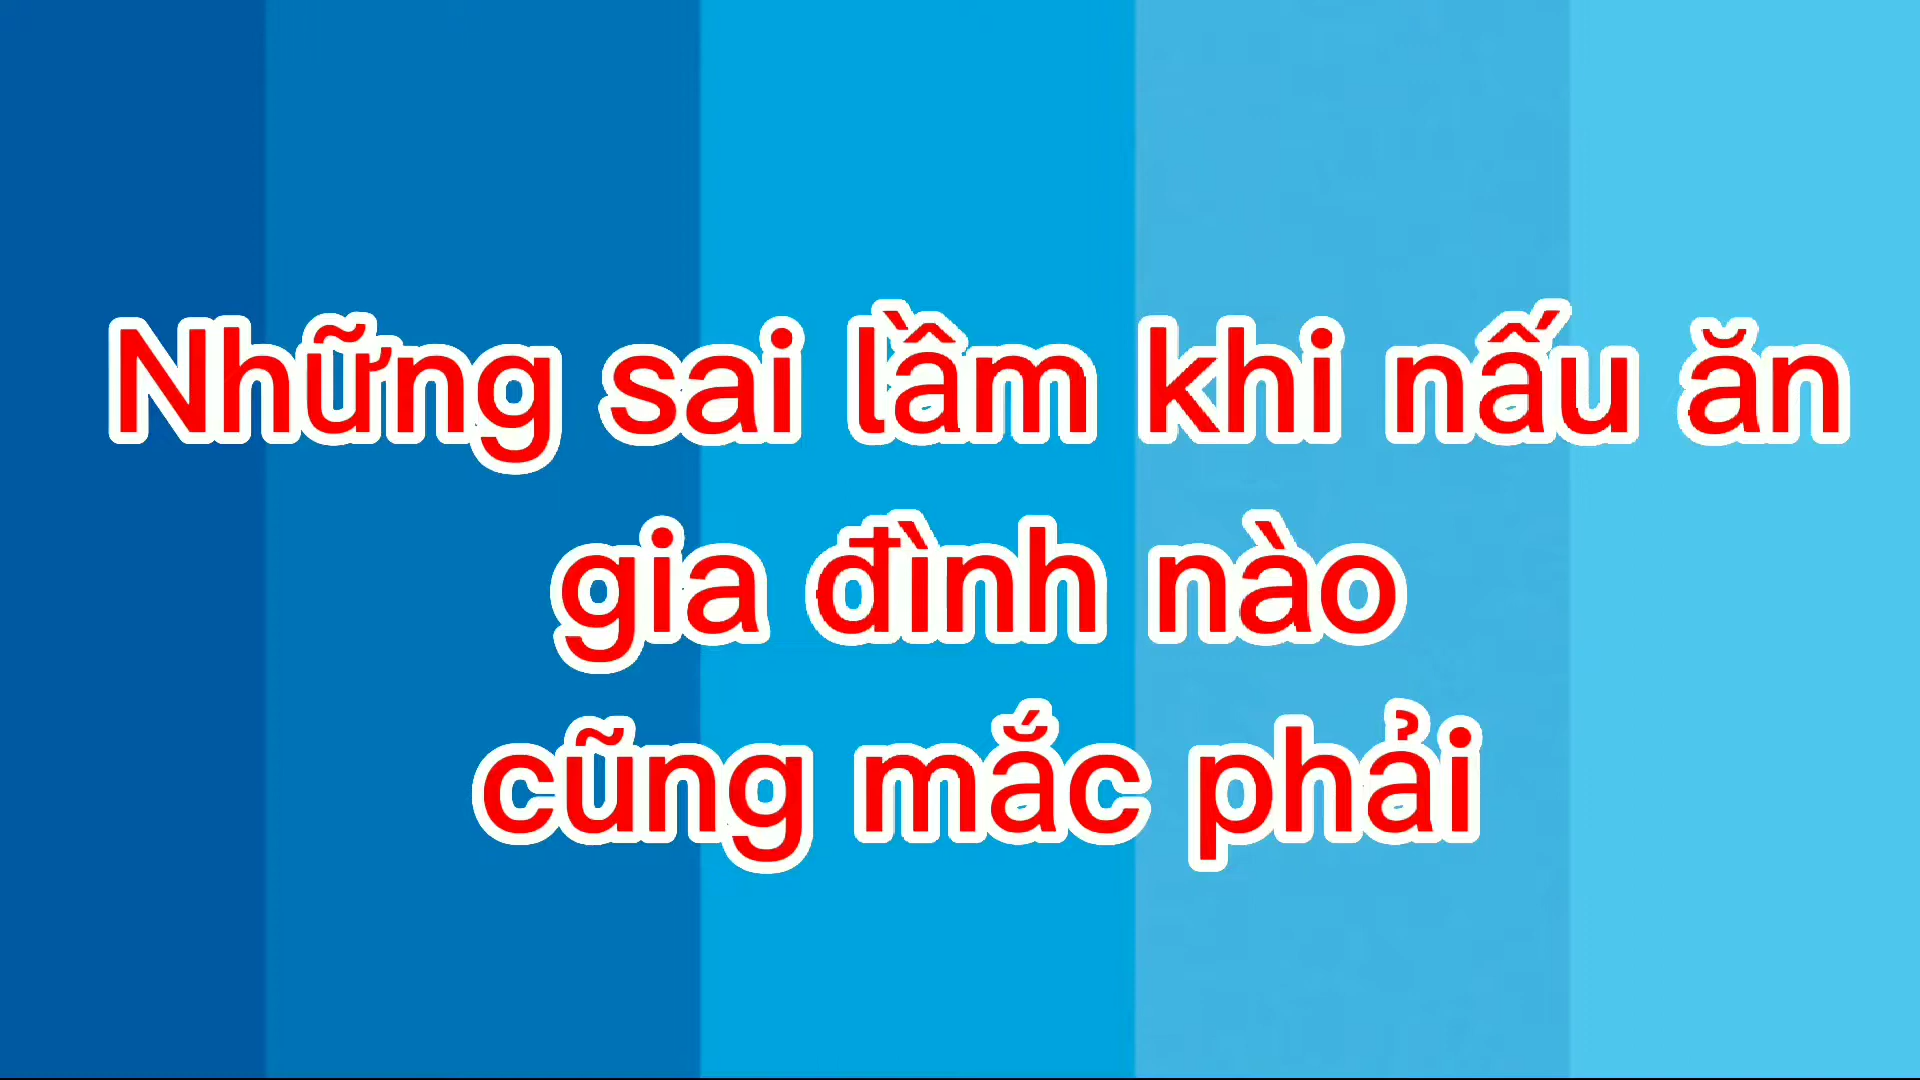 Những sai lầm khi nấu ăn
gia đình nào
cũng mắc phải